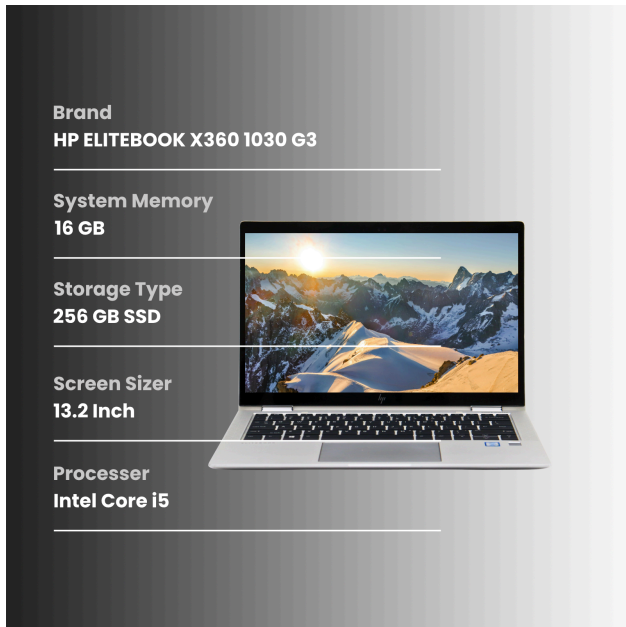 Brand
HP ELITEBOOK X360 1030 G3
System Memory
16 GB
Storage Type
256 GB SSD
Screen Sizer
13.2 Inch
Processer
Intel Core i5
hp